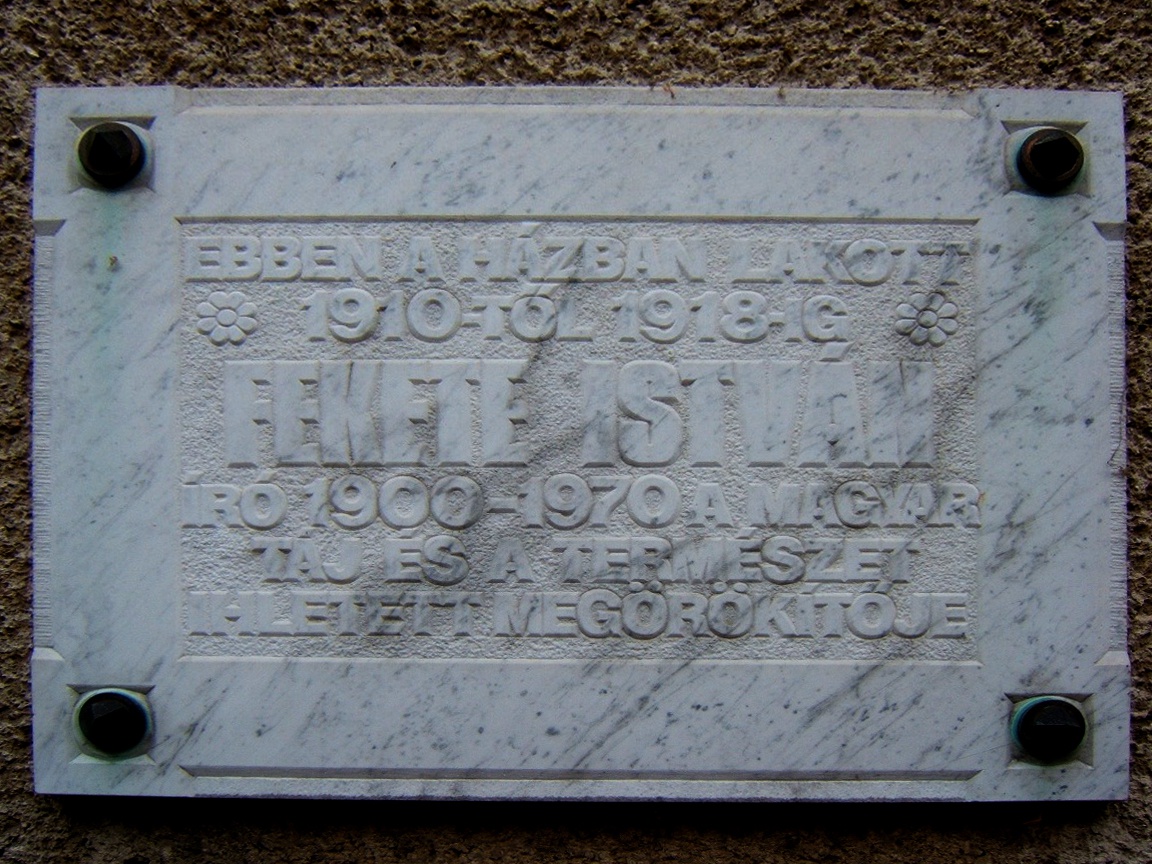 EBBEN A HÁZBAN LAKOTT
1910-TŐL 1918-IG
FEKETE ISTVÁN
ÍRÓ 1900-1970 A MAGYAR
TÁJ ÉS A TERMÉSZET
IHLETETT MEGÖRÖKÍTŐJE